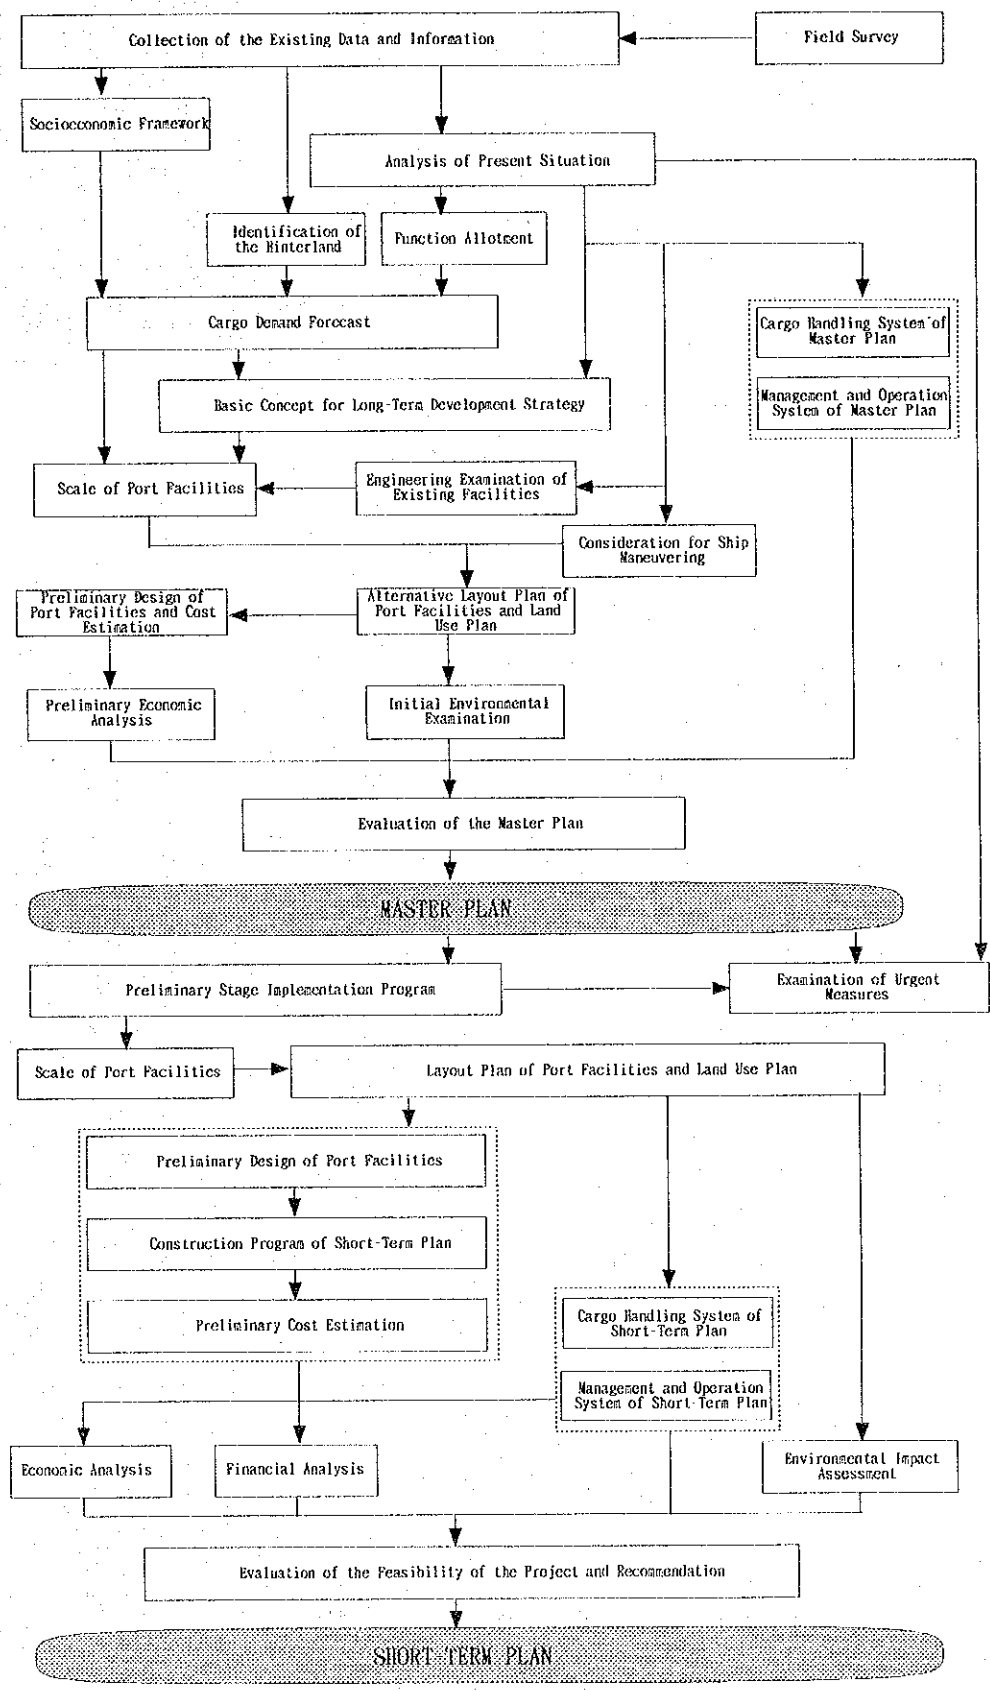 Collection of the Existing Data and Information
Field Survey
Socioeconomic Framework
Analysis of Present Situation
Identification of
the Hinterland
Function Allotment
Cargo Demand Forecast
Cargo Handling System of
Master Plan
Management and Operation
System of Master Plan
Basic Concept for Long-Term Development Strategy
Scale of Port Facilities
Engineering Examination of
Existing Facilities
Consideration for Ship
Maneuvering
Preliminary Design of
Port Facilities and Cost
Estimation
Alternative Layout Plan of
Port Facilities and Land
Use Plan
Preliminary Economic
Analysis
Initial Environmental
Examination
Evaluation of the Master Plan
MASTER PLAN
Preliminary Stage Implementation Program
Examination of Urgent
Measures
Scale of Port Facilities
Layout Plan of Port Facilities and Land Use Plan
Preliminary Design of Port Facilities
Construction Program of Short-Term Plan
Preliminary Cost Estimation
Cargo Handling System of
Short-Term Plan
Management and Operation
System of Short-Term Plan
Economic Analysis
Financial Analysis
Environmental Impact
Assessment
Evaluation of the Feasibility of the Project and Recommendation
SHORT-TERM PLAN